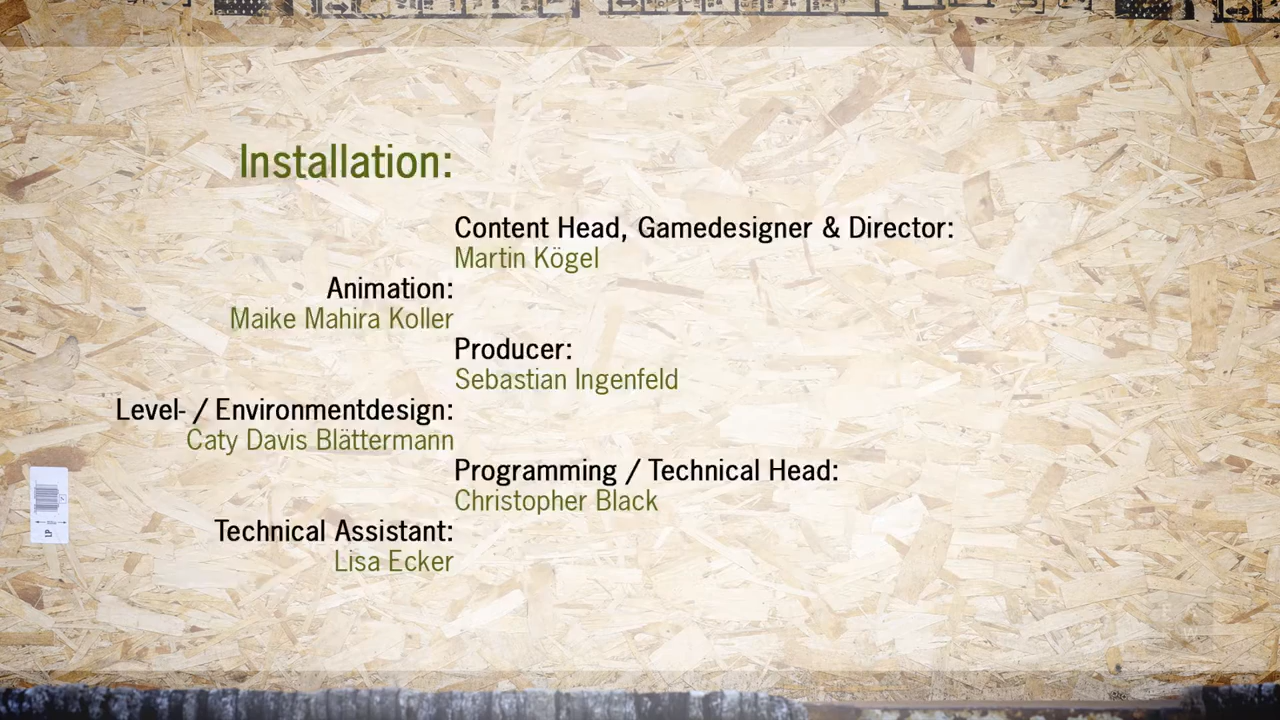 Installation:
Content Head, Gamedesigner & Director:
Martin Kögel
Animation:
Maike Mahira Koller
Producer:
Sebastian Ingenfeld
Level- / Environmentdesign:
Caty Davis Blättermann
Programming / Technical Head:
Christopher Black
Technical Assistant:
Lisa Ecker
LP